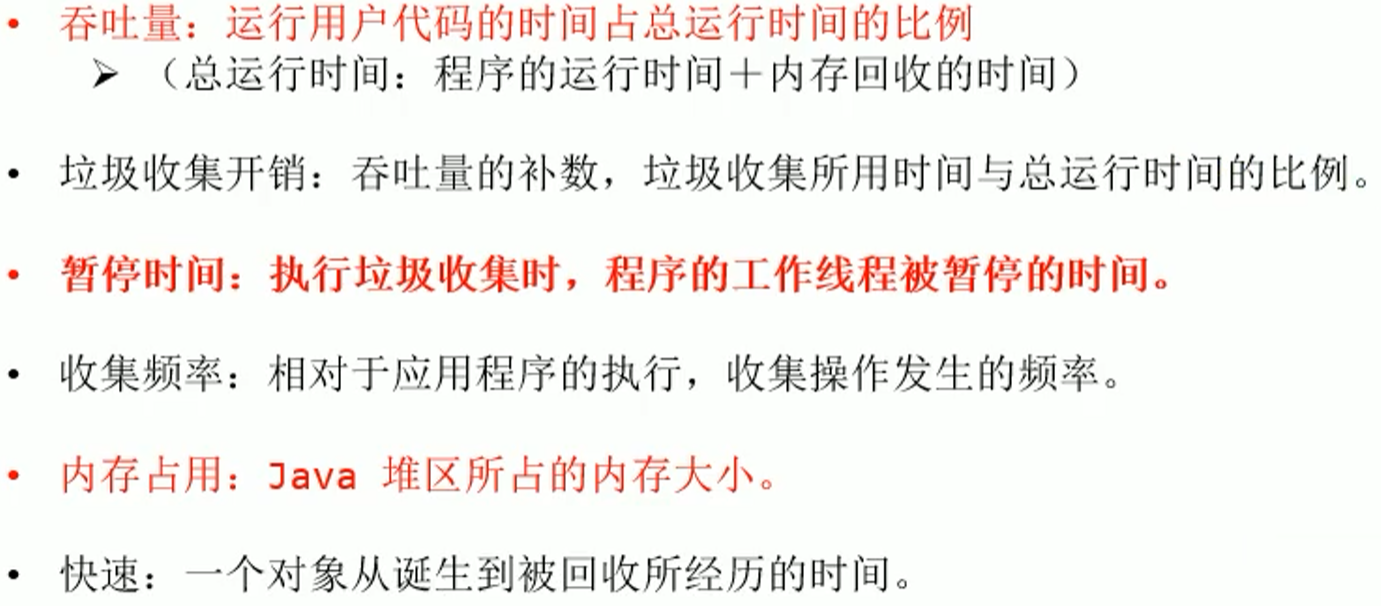 • 吞吐量：运行用户代码的时间占总运行时间的比例
➢ （总运行时间：程序的运行时间＋内存回收的时间）
• 垃圾收集开销：吞吐量的补数，垃圾收集所用时间与总运行时间的比例。
• 暂停时间：执行垃圾收集时，程序的工作线程被暂停的时间。
• 收集频率：相对于应用程序的执行，收集操作发生的频率。
• 内存占用：Java 堆区所占的内存大小。
• 快速：一个对象从诞生到被回收所经历的时间。